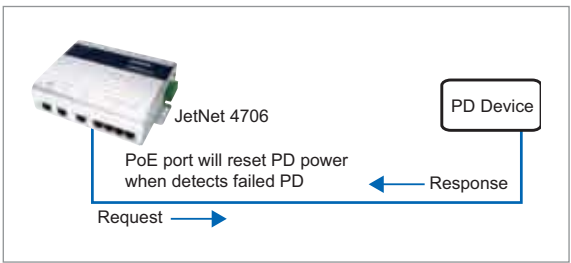 JetNet 4706
PD Device
PoE port will reset PD power
when detects failed PD
Response
Request